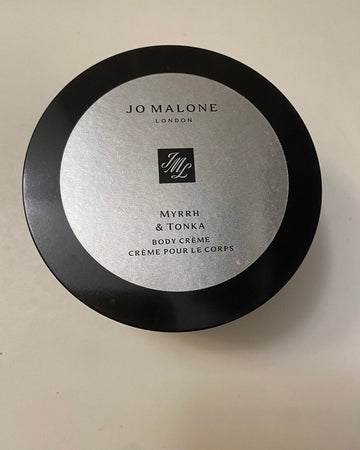 JO MALONE
LONDON
JML
MYRRH
& TONKA
BODY CRÈME
CRÈME POUR LE CORPS